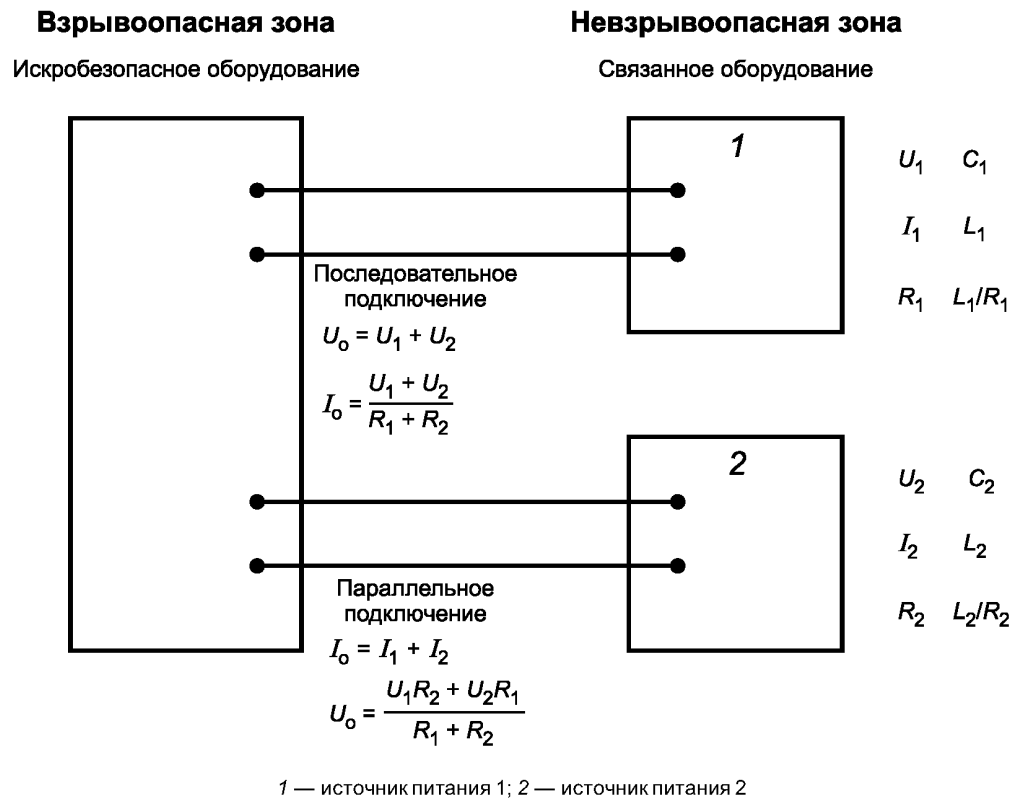 Взрывоопасная зона
Невзрывоопасная зона
Искробезопасное оборудование
Связанное оборудование
1
U₁ C₁
I₁ L₁
R₁ L₁/R₁
Последовательное
подключение
Uₒ = U₁ + U₂
Iₒ = (U₁ + U₂)/(R₁ + R₂)
2
U₂ C₂
I₂ L₂
R₂ L₂/R₂
Параллельное
подключение
Iₒ = I₁ + I₂
Uₒ = (U₁R₂ + U₂R₁)/(R₁ + R₂)
1 — источник питания 1; 2 — источник питания 2